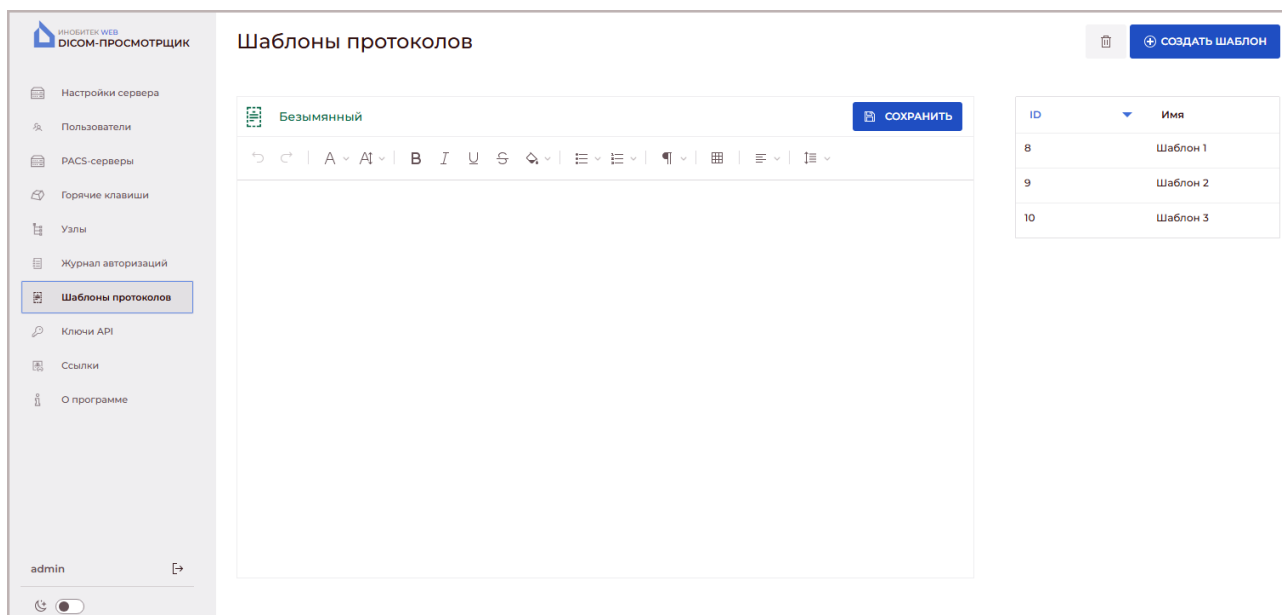 ИНОБИТЕК WEB
DICOM-ПРОСМОТРЩИК
Настройки сервера
Пользователи
PACS-серверы
Горячие клавиши
Узлы
Журнал авторизаций
Шаблоны протоколов
Ключи API
Ссылки
О программе
admin
Шаблоны протоколов
СОЗДАТЬ ШАБЛОН
Безымянный
СОХРАНИТЬ
ID Имя
8 Шаблон 1
9 Шаблон 2
10 Шаблон 3